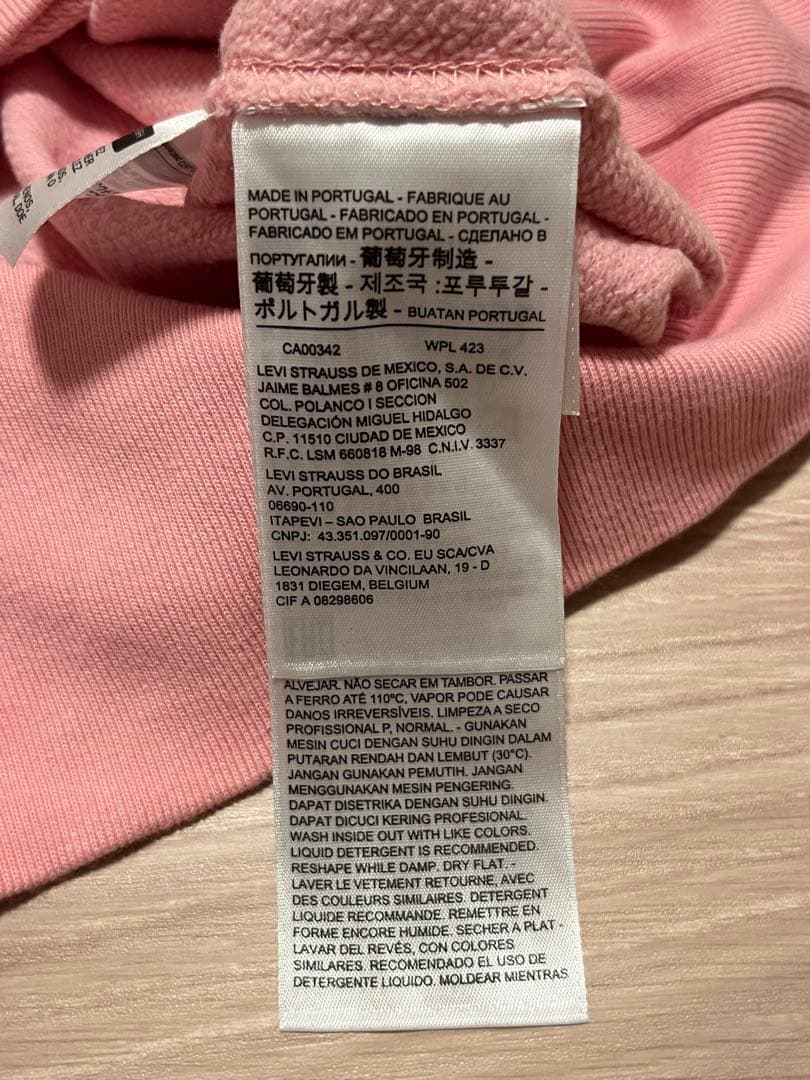 MADE IN PORTUGAL - FABRIQUE AU
PORTUGAL - FABRICADO EN PORTUGAL -
FABRICADO EM PORTUGAL - СДЕЛАНО В
ПОРТУГАЛИИ - 葡萄牙制造 -
葡萄牙製 - 제조국 :포루투갈 -
ポルトガル製 - BUATAN PORTUGAL
CA00342 WPL 423
LEVI STRAUSS DE MEXICO, S.A. DE C.V.
JAIME BALMES # 8 OFICINA 502
COL. POLANCO I SECCION
DELEGACIÓN MIGUEL HIDALGO
C.P. 11510 CIUDAD DE MEXICO
R.F.C. LSM 660818 M-98 C.N.I.V. 3337
LEVI STRAUSS DO BRASIL
AV. PORTUGAL, 400
06690-110
ITAPEVI – SAO PAULO BRASIL
CNPJ: 43.351.097/0001-90
LEVI STRAUSS & CO. EU SCA/CVA
LEONARDO DA VINCILAAN, 19 - D
1831 DIEGEM, BELGIUM
CIF A 08298606
ALVEJAR. NÃO SECAR EM TAMBOR. PASSAR
A FERRO ATÉ 110ºC, VAPOR PODE CAUSAR
DANOS IRREVERSÍVEIS. LIMPEZA A SECO
PROFISSIONAL P, NORMAL. - GUNAKAN
MESIN CUCI DENGAN SUHU DINGIN DALAM
PUTARAN RENDAH DAN LEMBUT (30°C).
JANGAN GUNAKAN PEMUTIH. JANGAN
MENGGUNAKAN MESIN PENGERING.
DAPAT DISETRIKA DENGAN SUHU DINGIN.
DAPAT DICUCI KERING PROFESIONAL.
WASH INSIDE OUT WITH LIKE COLORS.
LIQUID DETERGENT IS RECOMMENDED.
RESHAPE WHILE DAMP. DRY FLAT. -
LAVER LE VETEMENT RETOURNE, AVEC
DES COULEURS SIMILAIRES. DETERGENT
LIQUIDE RECOMMANDE. REMETTRE EN
FORME ENCORE HUMIDE. SECHER A PLAT -
LAVAR DEL REVÉS, CON COLORES
SIMILARES. RECOMENDADO EL USO DE
DETERGENTE LIQUIDO. MOLDEAR MIENTRAS